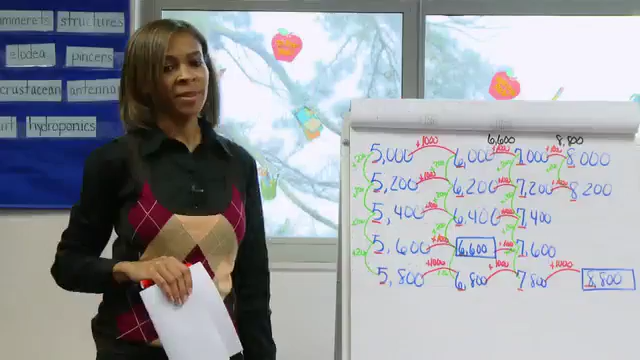 mmerets structures
elodea pincers
crustacean antenna
hydroponics
6,600 8,800
+1000 +1000 +1000
5,000 6,000 7,000 8,000
+1000 +1000 +1000
5,200 6,200 7,200 8,200
+1000 +1000
5,400 6,400 7,400
+1000 +1000
5,600 6,600 7,600
+1000 +1000 +1000
5,800 6,800 7,800 8,800